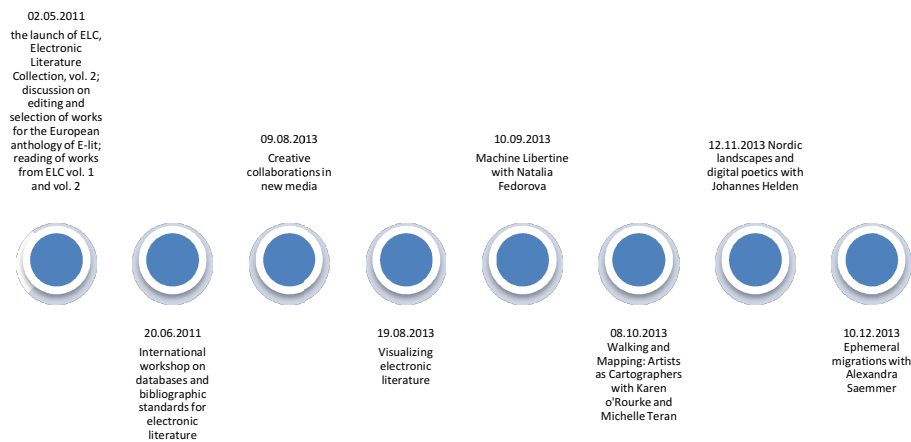 02.05.2011
the launch of ELC,
Electronic
Literature
Collection, vol. 2;
discussion on
editing and
selection of works
for the European
anthology of E-lit;
reading of works
from ELC vol. 1
and vol. 2
20.06.2011
International
workshop on
databases and
bibliographic
standards for
electronic
literature
09.08.2013
Creative
collaborations in
new media
19.08.2013
Visualizing
electronic
literature
10.09.2013
Machine Libertine
with Natalia
Fedorova
08.10.2013
Walking and
Mapping: Artists
as Cartographers
with Karen
o'Rourke and
Michelle Teran
12.11.2013 Nordic
landscapes and
digital poetics with
Johannes Helden
10.12.2013
Ephemeral
migrations with
Alexandra
Saemmer